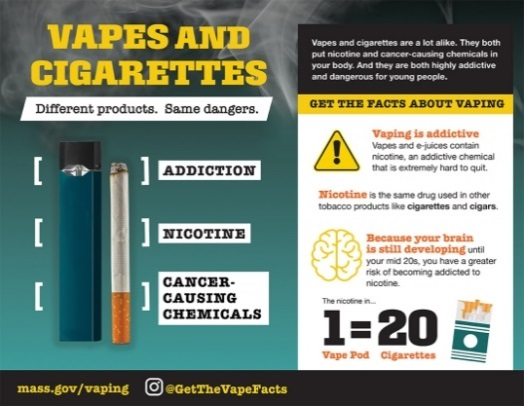 VAPES AND
CIGARETTES
Different products. Same dangers.
ADDICTION
NICOTINE
CANCER-
CAUSING
CHEMICALS
Vapes and cigarettes are a lot alike. They both
put nicotine and cancer-causing chemicals in
your body. And they are both highly addictive
and dangerous for young people.
GET THE FACTS ABOUT VAPING
Vaping is addictive
Vapes and e-juices contain
nicotine, an addictive chemical
that is extremely hard to quit.
Nicotine is the same drug used in other
tobacco products like cigarettes and cigars.
Because your brain
is still developing until
your mid 20s, you have a greater
risk of becoming addicted to
nicotine.
The nicotine in...
1=20
Vape Pod Cigarettes
mass.gov/vaping @GetTheVapeFacts